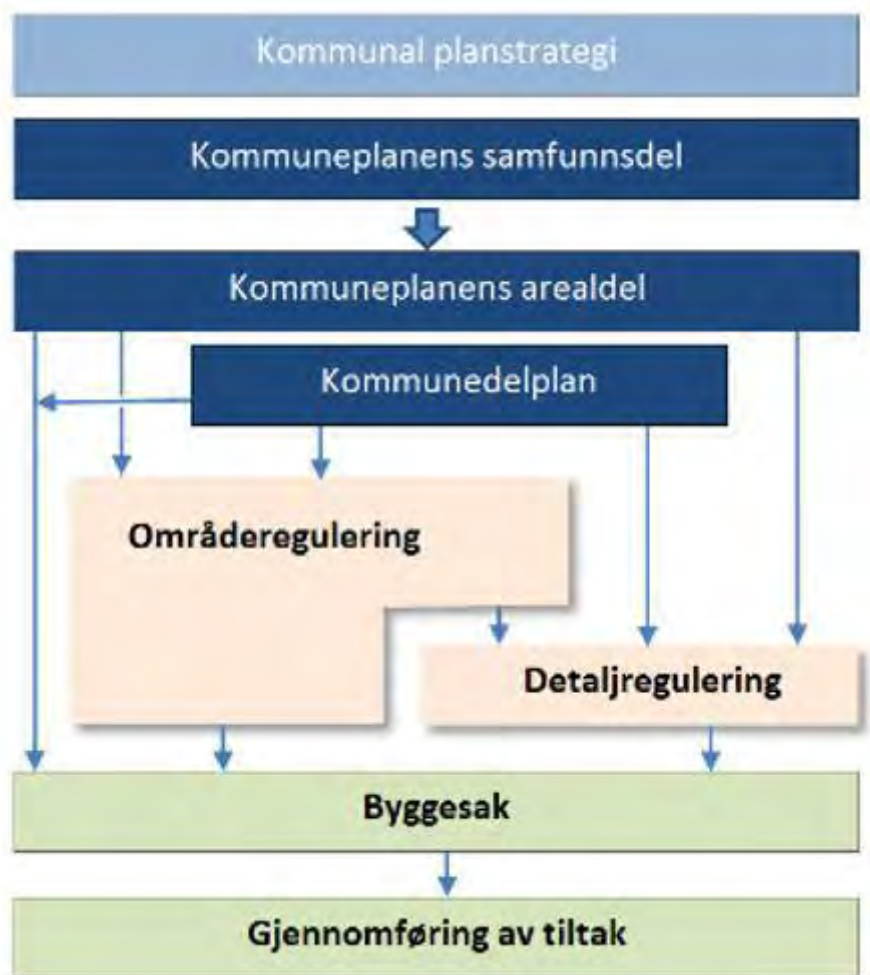 Kommunal planstrategi
Kommuneplanens samfunnsdel
Kommuneplanens arealdel
Kommunedelplan
Områderegulering
Detaljregulering
Byggesak
Gjennomføring av tiltak